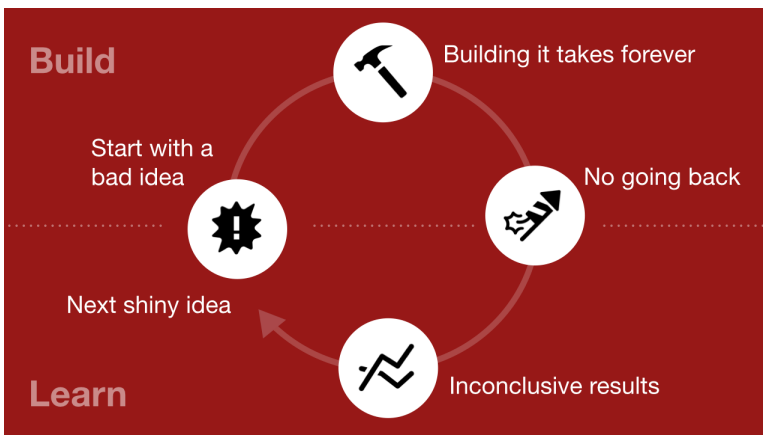 Build
Building it takes forever
Start with a
bad idea
No going back
Next shiny idea
Learn
Inconclusive results